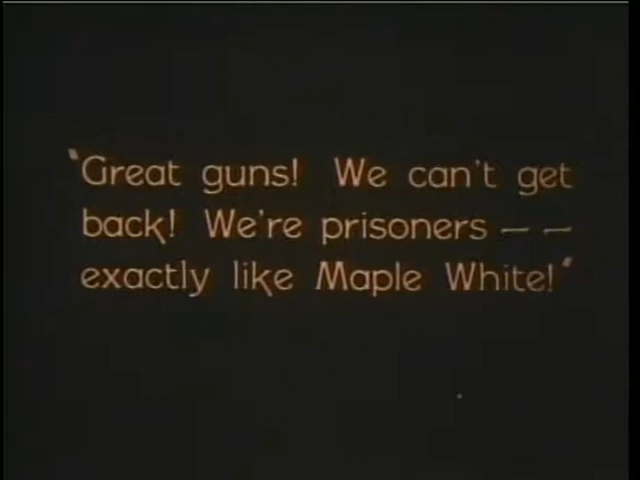 "Great guns! We can't get
back! We're prisoners — —
exactly like Maple White!"